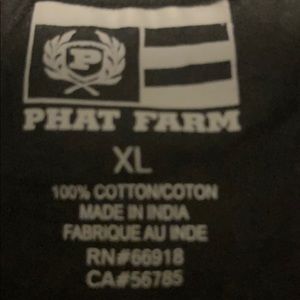 P
PHAT FARM
XL
100% COTTON/COTON
MADE IN INDIA
FABRIQUE AU INDE
RN#66918
CA#56785